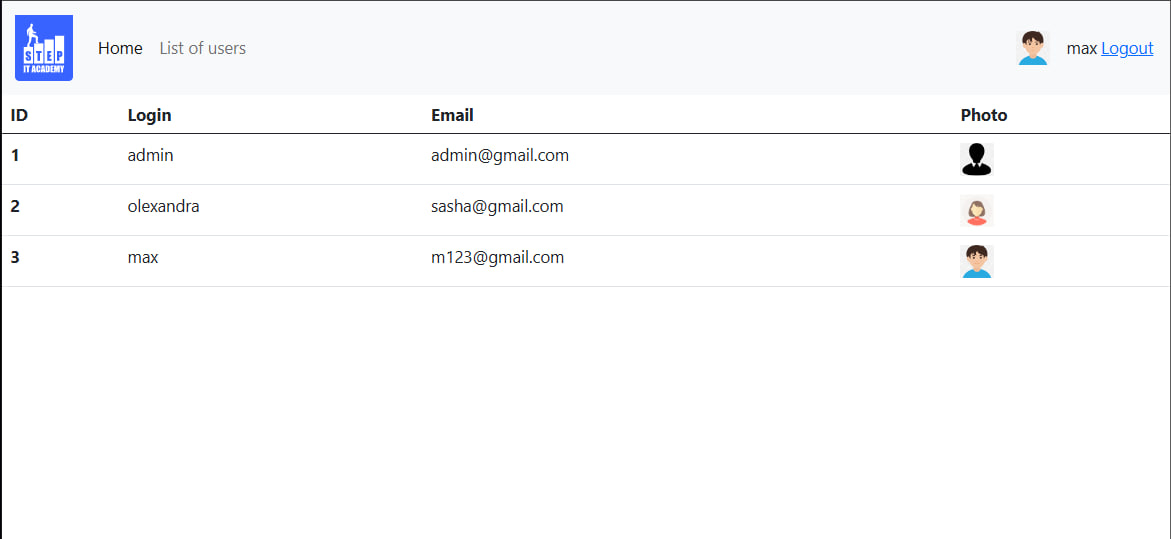 STEP
IT ACADEMY
Home List of users max Logout
ID Login Email Photo
1 admin admin@gmail.com
2 olexandra sasha@gmail.com
3 max m123@gmail.com